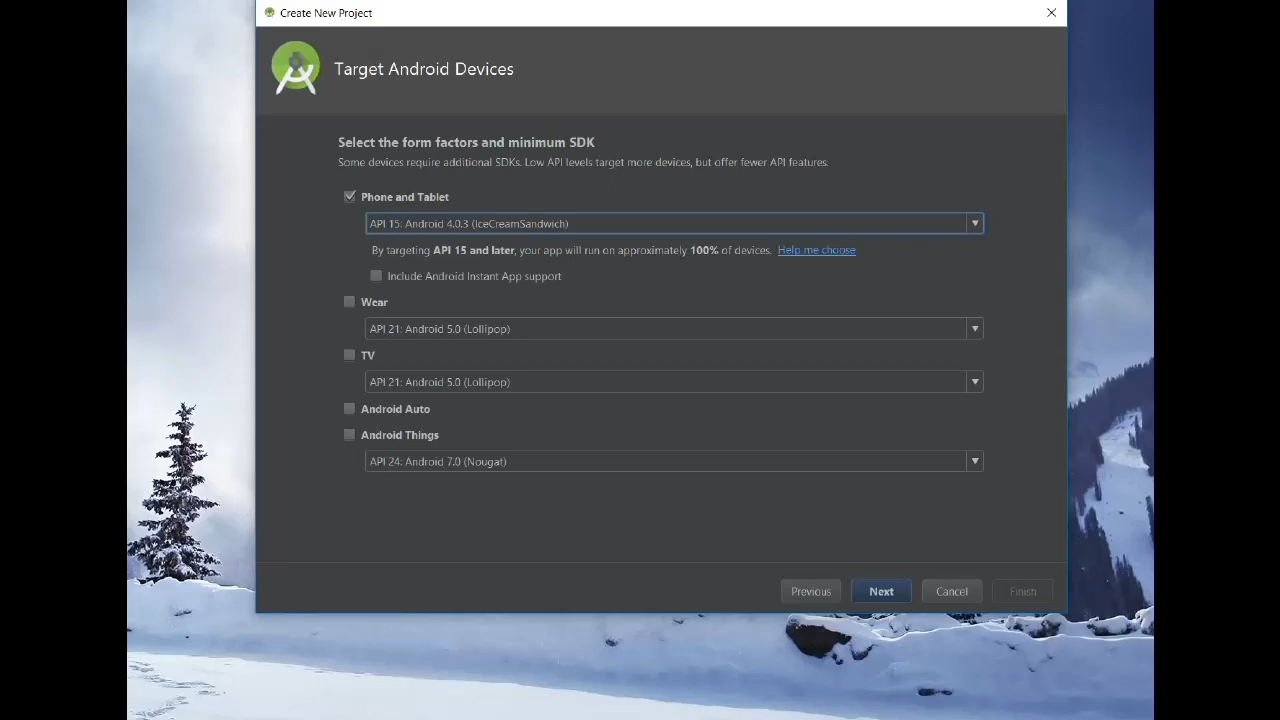 Create New Project
Target Android Devices
Select the form factors and minimum SDK
Some devices require additional SDKs. Low API levels target more devices, but offer fewer API features.
Phone and Tablet
API 15: Android 4.0.3 (IceCreamSandwich)
By targeting API 15 and later, your app will run on approximately 100% of devices. Help me choose
Include Android Instant App support
Wear
API 21: Android 5.0 (Lollipop)
TV
API 21: Android 5.0 (Lollipop)
Android Auto
Android Things
API 24: Android 7.0 (Nougat)
Previous Next Cancel Finish